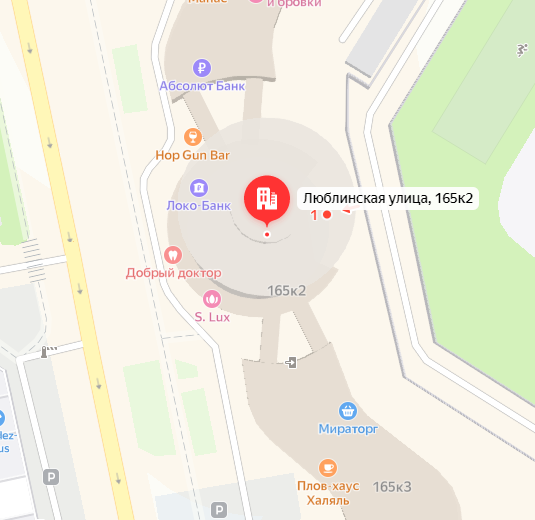 и бровки
Абсолют Банк
Hop Gun Bar
Локо-Банк
Люблинская улица, 165к2
1
Добрый доктор
165к2
S. Lux
Мираторг
Плов-хаус
Халяль
165к3
P
P